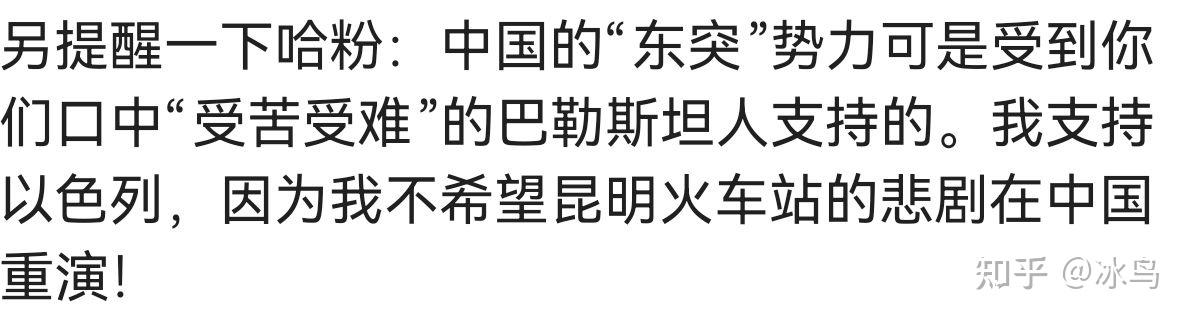 另提醒一下哈粉：中国的“东突”势力可是受到你
们口中“受苦受难”的巴勒斯坦人支持的。我支持
以色列，因为我不希望昆明火车站的悲剧在中国
重演！
知乎 @冰鸟